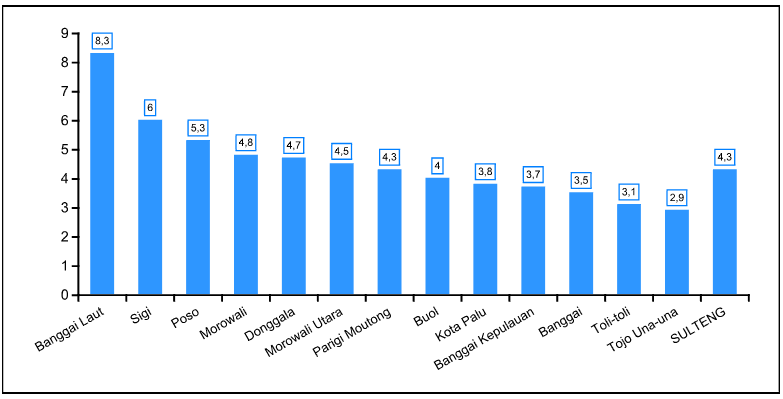 9
8
7
6
5
4
3
2
1
0
8,3
6
5,3
4,8
4,7
4,5
4,3
4
3,8
3,7
3,5
3,1
2,9
4,3
Banggai Laut
Sigi
Poso
Morowali
Donggala
Morowali Utara
Parigi Moutong
Buol
Kota Palu
Banggai Kepulauan
Banggai
Toli-toli
Tojo Una-una
SULTENG